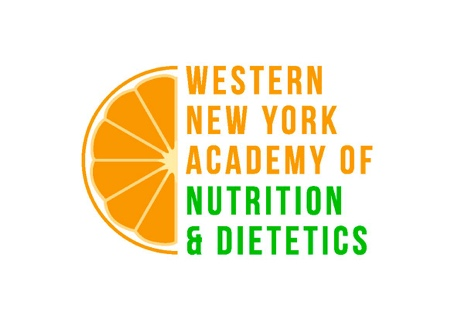 WESTERN
NEW YORK
ACADEMY OF
NUTRITION
& DIETETICS